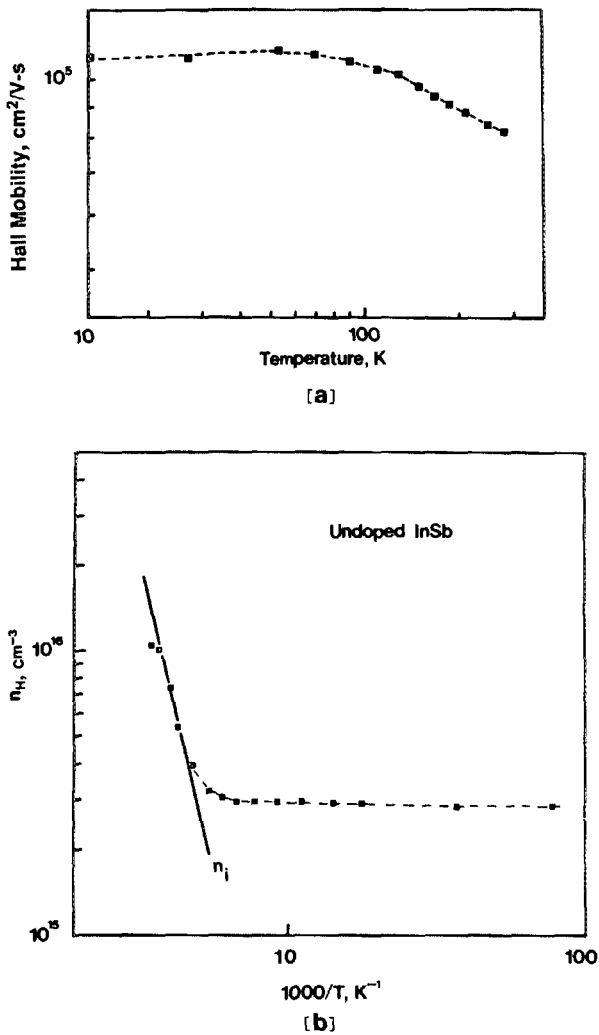 Hall Mobility, cm²/V-s
10⁵
10
100
Temperature, K
[a]
Undoped InSb
n_H, cm⁻³
10¹⁶
n_i
10¹⁵
10
100
1000/T, K⁻¹
[b]